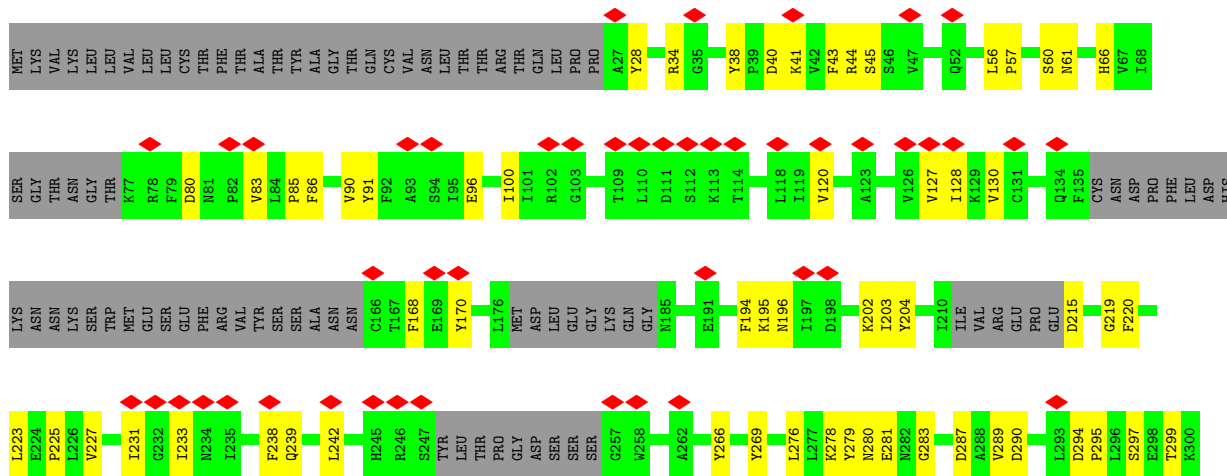 MET LYS VAL LYS LEU LEU VAL LEU LEU CYS THR PHE THR ALA THR TYR ALA GLY THR GLN CYS VAL ASN LEU THR THR ARG THR GLN LEU PRO PRO A27 Y28 R34 G35 Y38 P39 D40 K41 V42 F43 R44 S45 S46 V47 Q52 L56 P57 S60 N61 H66 V67 I68
SER GLY THR ASN GLY THR K77 R78 F79 D80 N81 P82 V83 L84 P85 F86 V90 Y91 F92 A93 S94 I95 E96 I100 I101 R102 G103 T109 L110 D111 S112 K113 T114 L118 I119 V120 A123 V126 V127 I128 K129 V130 C131 Q134 F135 CYS ASN ASP PRO PHE LEU ASP HIS
LYS ASN ASN LYS SER TRP MET GLU SER GLU PHE ARG VAL TYR SER SER ALA ASN ASN C166 T167 F168 E169 Y170 L176 MET ASP LEU GLU GLY LYS GLN GLY N185 E191 F194 K195 N196 I197 D198 K202 I203 Y204 I210 ILE VAL ARG GLU PRO GLU D215 G219 F220
L223 E224 P225 L226 V227 I231 G232 I233 N234 I235 F238 Q239 L242 H245 R246 S247 TYR LEU THR PRO GLY ASP SER SER SER G257 W258 A262 Y266 Y269 L276 L277 K278 Y279 N280 E281 N282 G283 D287 A288 V289 D290 L293 D294 P295 L296 S297 E298 T299 K300